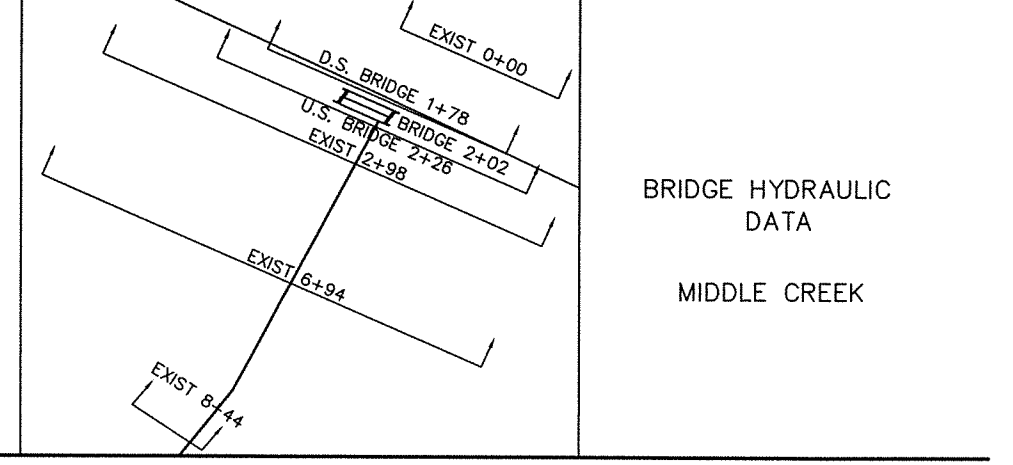 EXIST 0+00
D.S. BRIDGE 1+78
BRIDGE 2+02
U.S. BRIDGE 2+26
EXIST 2+98
EXIST 6+94
EXIST 8+44
BRIDGE HYDRAULIC
DATA
MIDDLE CREEK